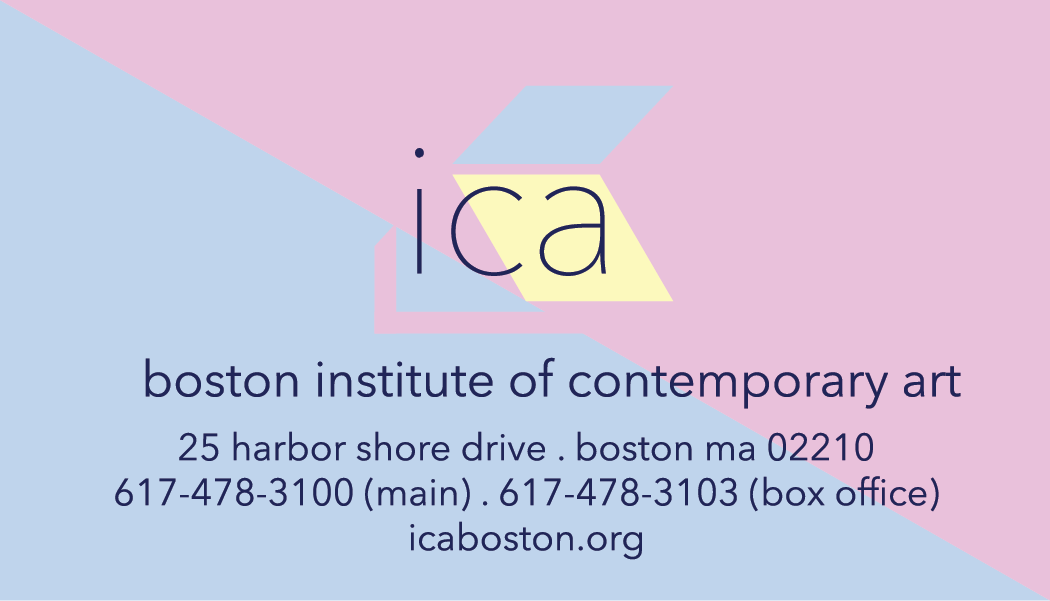 ica
boston institute of contemporary art
25 harbor shore drive . boston ma 02210
617-478-3100 (main) . 617-478-3103 (box office)
icaboston.org